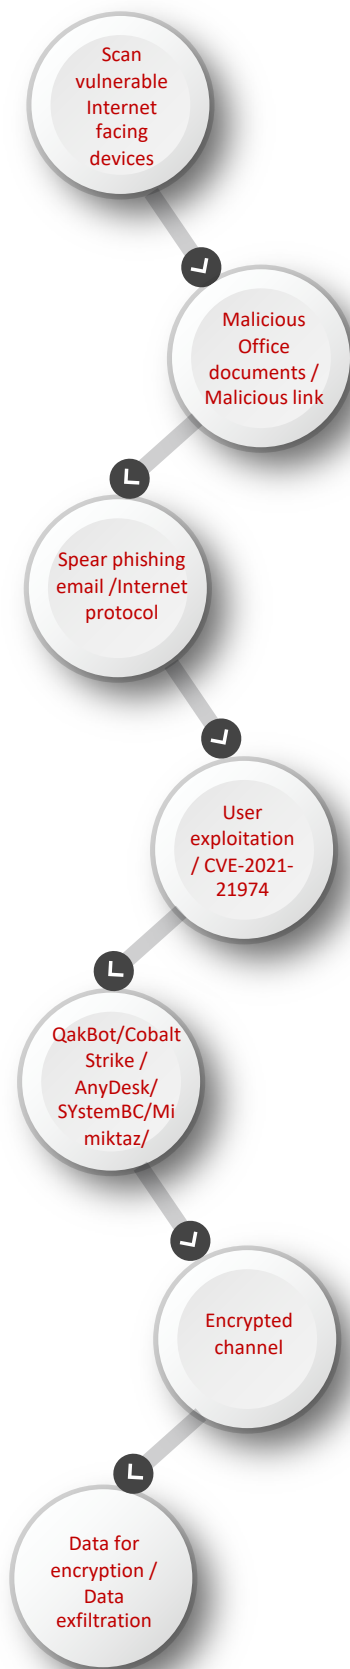 Scan
vulnerable
Internet
facing
devices
Malicious
Office
documents /
Malicious link
Spear phishing
email /Internet
protocol
User
exploitation
/ CVE-2021-
21974
QakBot/Cobalt
Strike /
AnyDesk/
SYstemBC/Mi
miktaz/
Encrypted
channel
Data for
encryption /
Data
exfiltration